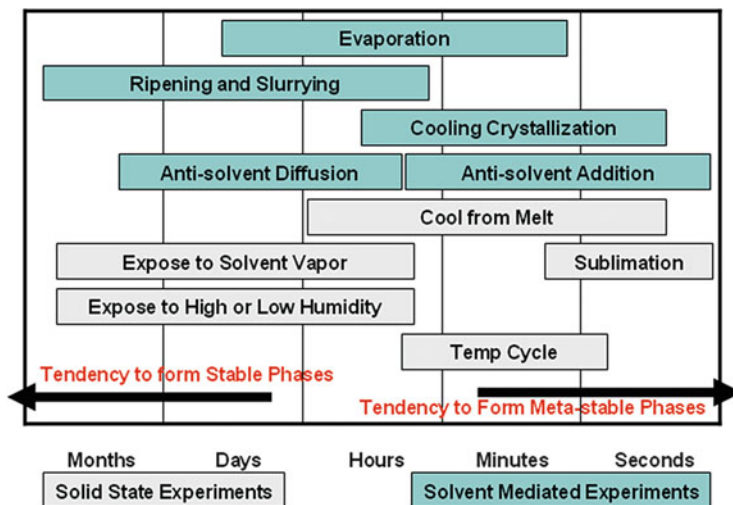 Evaporation
Ripening and Slurrying
Cooling Crystallization
Anti-solvent Diffusion
Anti-solvent Addition
Cool from Melt
Expose to Solvent Vapor
Sublimation
Expose to High or Low Humidity
Temp Cycle
Tendency to form Stable Phases
Tendency to Form Meta-stable Phases
Months Days Hours Minutes Seconds
Solid State Experiments
Solvent Mediated Experiments